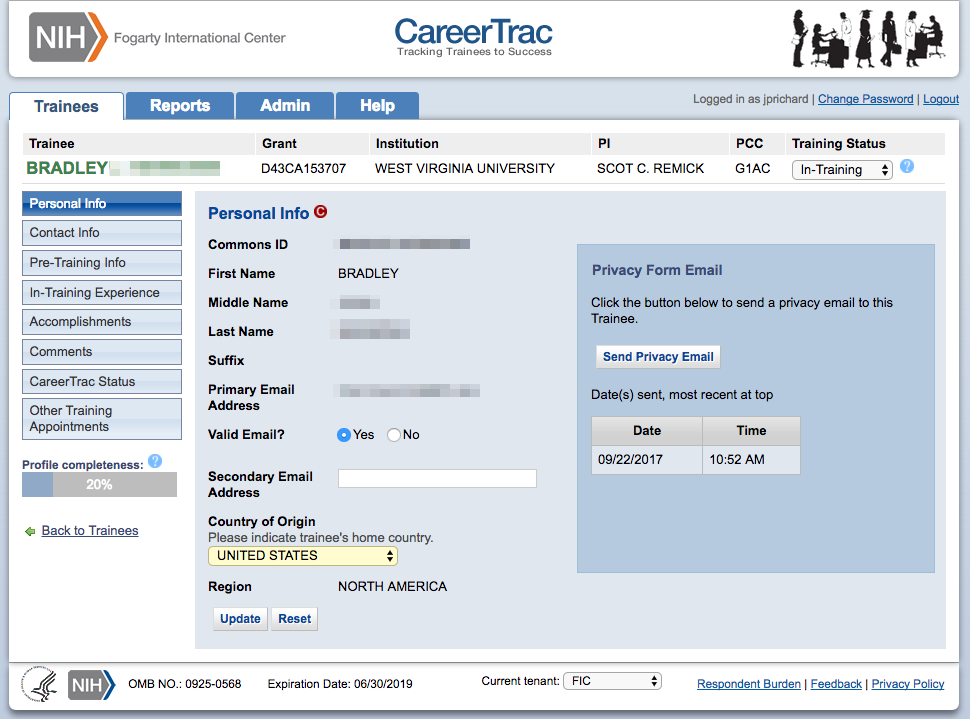 NIH Fogarty International Center
CareerTrac
Tracking Trainees to Success
Trainees Reports Admin Help
Logged in as jprichard | Change Password | Logout
Trainee Grant Institution PI PCC Training Status
BRADLEY D43CA153707 WEST VIRGINIA UNIVERSITY SCOT C. REMICK G1AC In-Training ?
Personal Info
Contact Info
Pre-Training Info
In-Training Experience
Accomplishments
Comments
CareerTrac Status
Other Training
Appointments
Profile completeness: ?
20%
Back to Trainees
Personal Info C
Commons ID
First Name BRADLEY
Middle Name
Last Name
Suffix
Primary Email
Address
Valid Email? Yes No
Secondary Email
Address
Country of Origin
Please indicate trainee's home country.
UNITED STATES
Region NORTH AMERICA
Update Reset
Privacy Form Email
Click the button below to send a privacy email to this
Trainee.
Send Privacy Email
Date(s) sent, most recent at top
Date Time
09/22/2017 10:52 AM
NIH OMB NO.: 0925-0568 Expiration Date: 06/30/2019 Current tenant: FIC Respondent Burden | Feedback | Privacy Policy